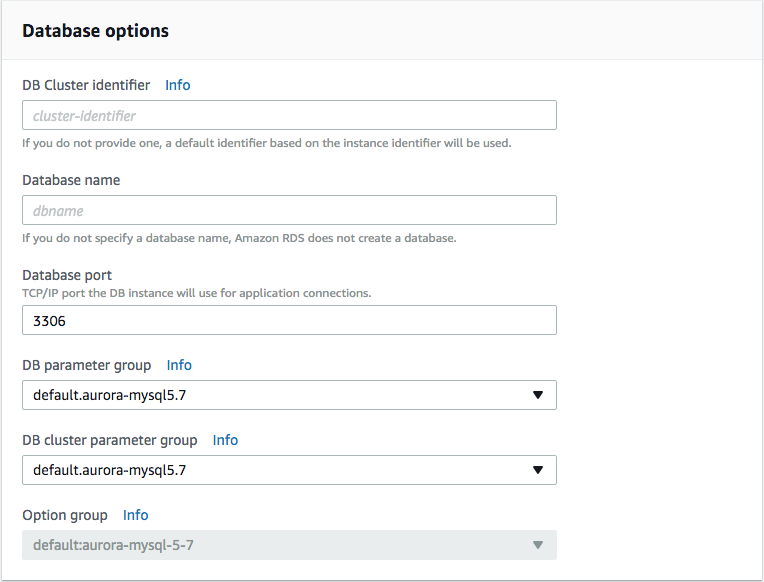 Database options
DB Cluster identifier Info
cluster-identifier
If you do not provide one, a default identifier based on the instance identifier will be used.
Database name
dbname
If you do not specify a database name, Amazon RDS does not create a database.
Database port
TCP/IP port the DB instance will use for application connections.
3306
DB parameter group Info
default.aurora-mysql5.7
DB cluster parameter group Info
default.aurora-mysql5.7
Option group Info
default:aurora-mysql-5-7